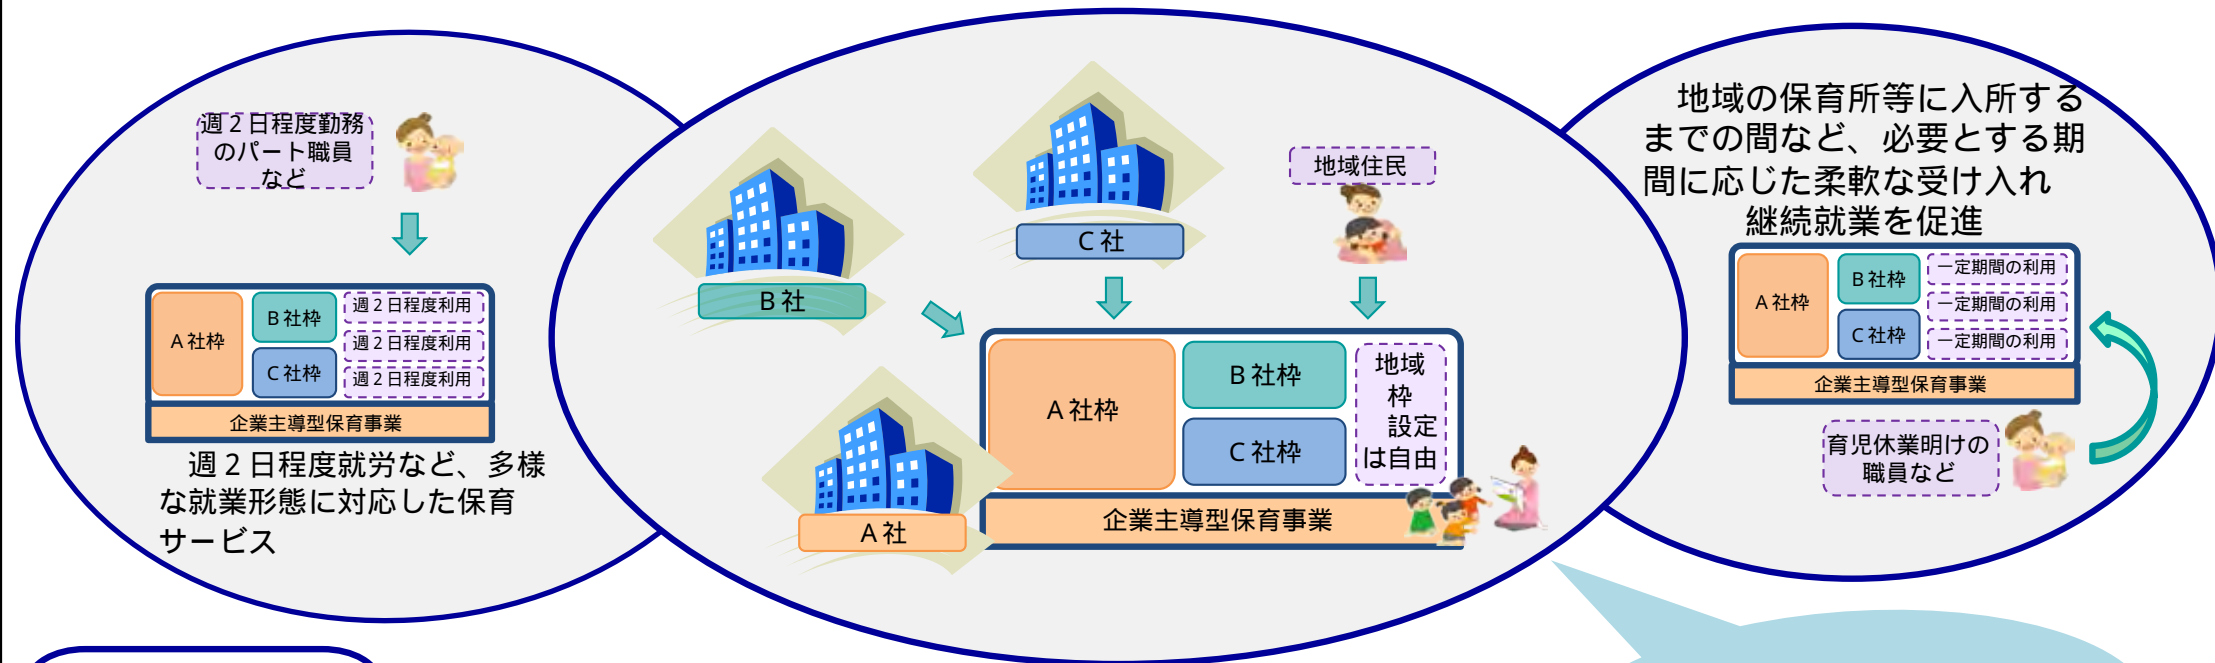 週２日程度勤務
のパート職員
など
Ａ社枠
Ｂ社枠
Ｃ社枠
週２日程度利用
週２日程度利用
週２日程度利用
企業主導型保育事業
週２日程度就労など、多様
な就業形態に対応した保育
サービス
Ｂ社
Ｃ社
地域住民
Ａ社
Ａ社枠
Ｂ社枠
Ｃ社枠
地域
枠
設定
は自由
企業主導型保育事業
地域の保育所等に入所する
までの間など、必要とする期
間に応じた柔軟な受け入れ
継続就業を促進
Ａ社枠
Ｂ社枠
Ｃ社枠
一定期間の利用
一定期間の利用
一定期間の利用
企業主導型保育事業
育児休業明けの
職員など